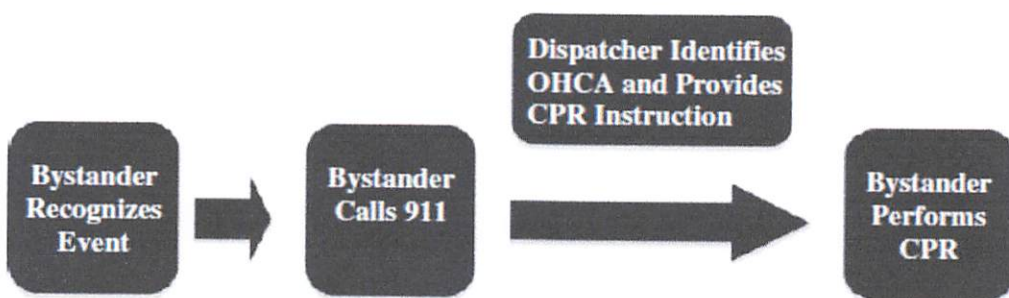 Bystander
Recognizes
Event
Bystander
Calls 911
Dispatcher Identifies
OHCA and Provides
CPR Instruction
Bystander
Performs
CPR